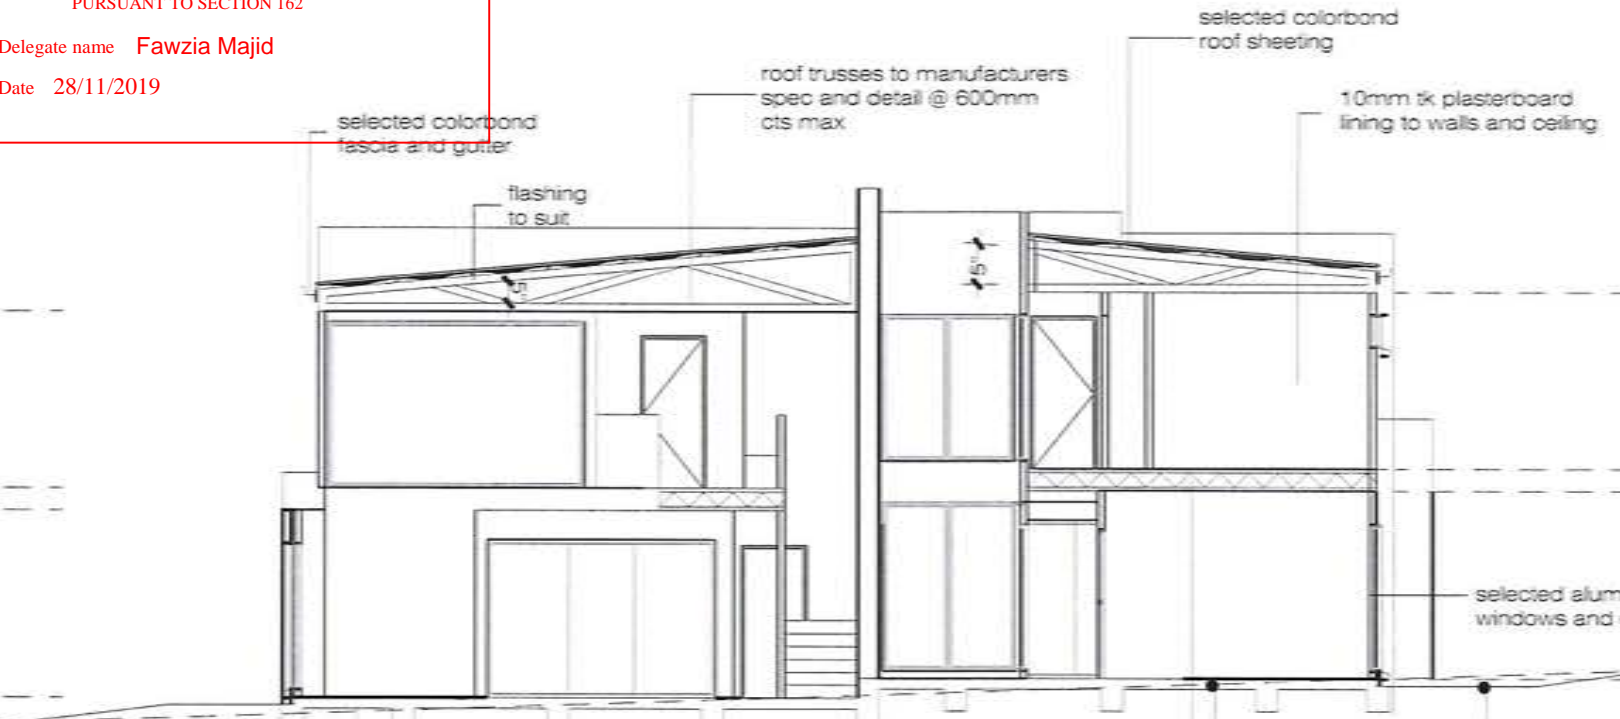 PURSUANT TO SECTION 162
Delegate name Fawzia Majid
Date 28/11/2019
selected colorbond
fascia and gutter
flashing
to suit
roof trusses to manufacturers
spec and detail @ 600mm
cts max
selected colorbond
roof sheeting
10mm tk plasterboard
lining to walls and ceiling
5°
5°
selected alum
windows and